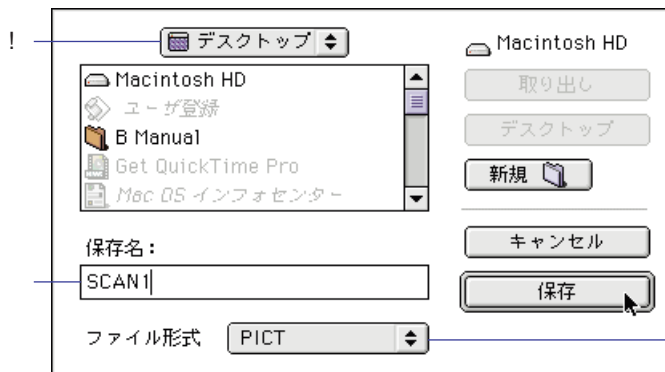 !
デスクトップ
Macintosh HD
Macintosh HD
ユーザ登録
B Manual
Get QuickTime Pro
Mac OS インフォセンター
取り出し
デスクトップ
新規
保存名：
SCAN1
キャンセル
保存
ファイル形式 PICT